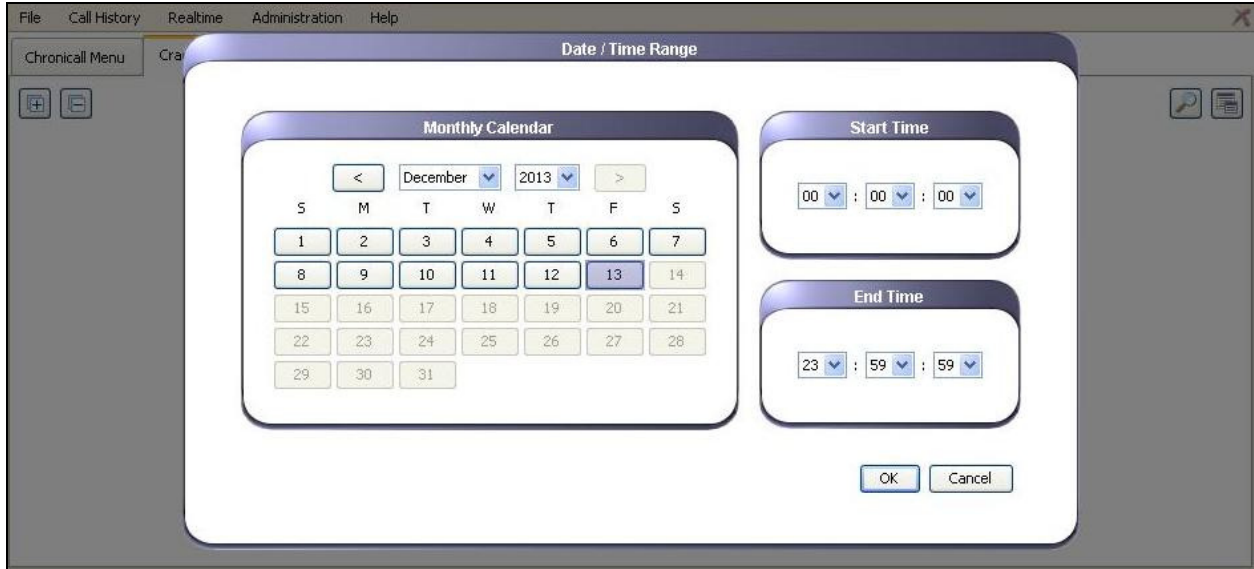 File Call History Realtime Administration Help
Chronicall Menu Cra
Date / Time Range
Monthly Calendar
< December 2013 >
S M T W T F S
1 2 3 4 5 6 7
8 9 10 11 12 13 14
15 16 17 18 19 20 21
22 23 24 25 26 27 28
29 30 31
Start Time
00 : 00 : 00
End Time
23 : 59 : 59
OK Cancel